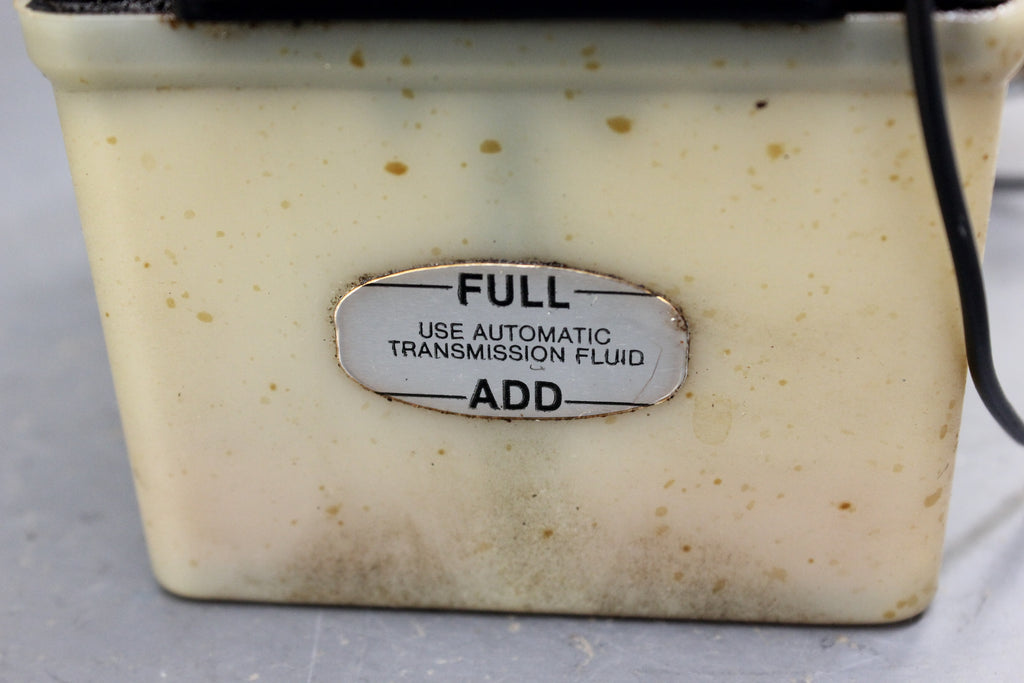 FULL
USE AUTOMATIC
TRANSMISSION FLUID
ADD